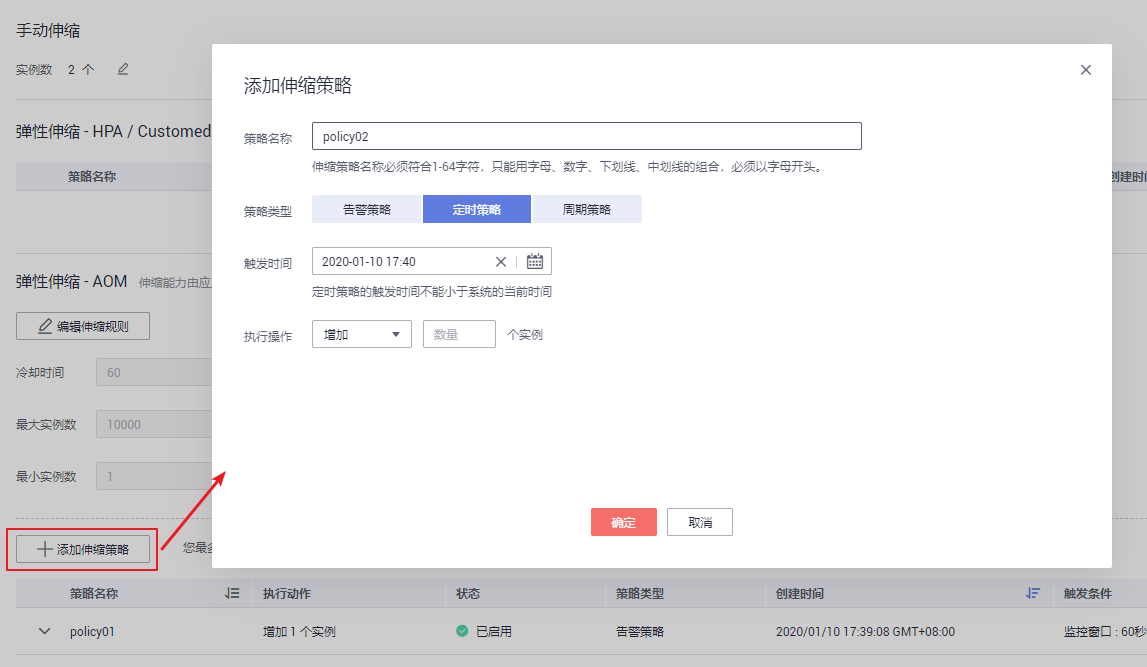 手动伸缩
实例数 2 个
弹性伸缩 - HPA / Customed
策略名称
创建时间
弹性伸缩 - AOM 伸缩能力由应
编辑伸缩规则
冷却时间 60
最大实例数 10000
最小实例数 1
添加伸缩策略
策略名称 policy02
伸缩策略名称必须符合1-64字符，只能用字母、数字、下划线、中划线的组合，必须以字母开头。
策略类型 告警策略 定时策略 周期策略
触发时间 2020-01-10 17:40
定时策略的触发时间不能小于系统的当前时间
执行操作 增加 数量 个实例
确定 取消
添加伸缩策略 您最多
策略名称 执行动作 状态 策略类型 创建时间 触发条件
policy01 增加 1 个实例 已启用 告警策略 2020/01/10 17:39:08 GMT+08:00 监控窗口 : 60秒